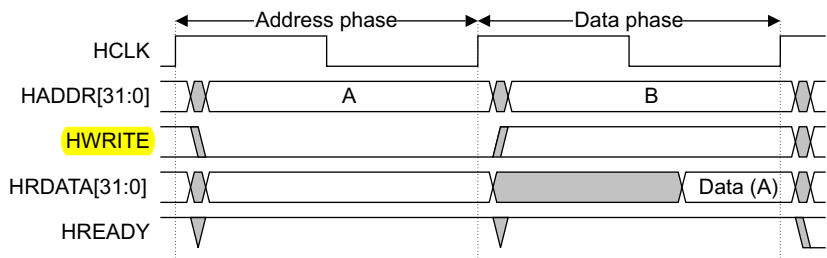 Address phase Data phase
HCLK
HADDR[31:0] A B
HWRITE
HRDATA[31:0] Data (A)
HREADY